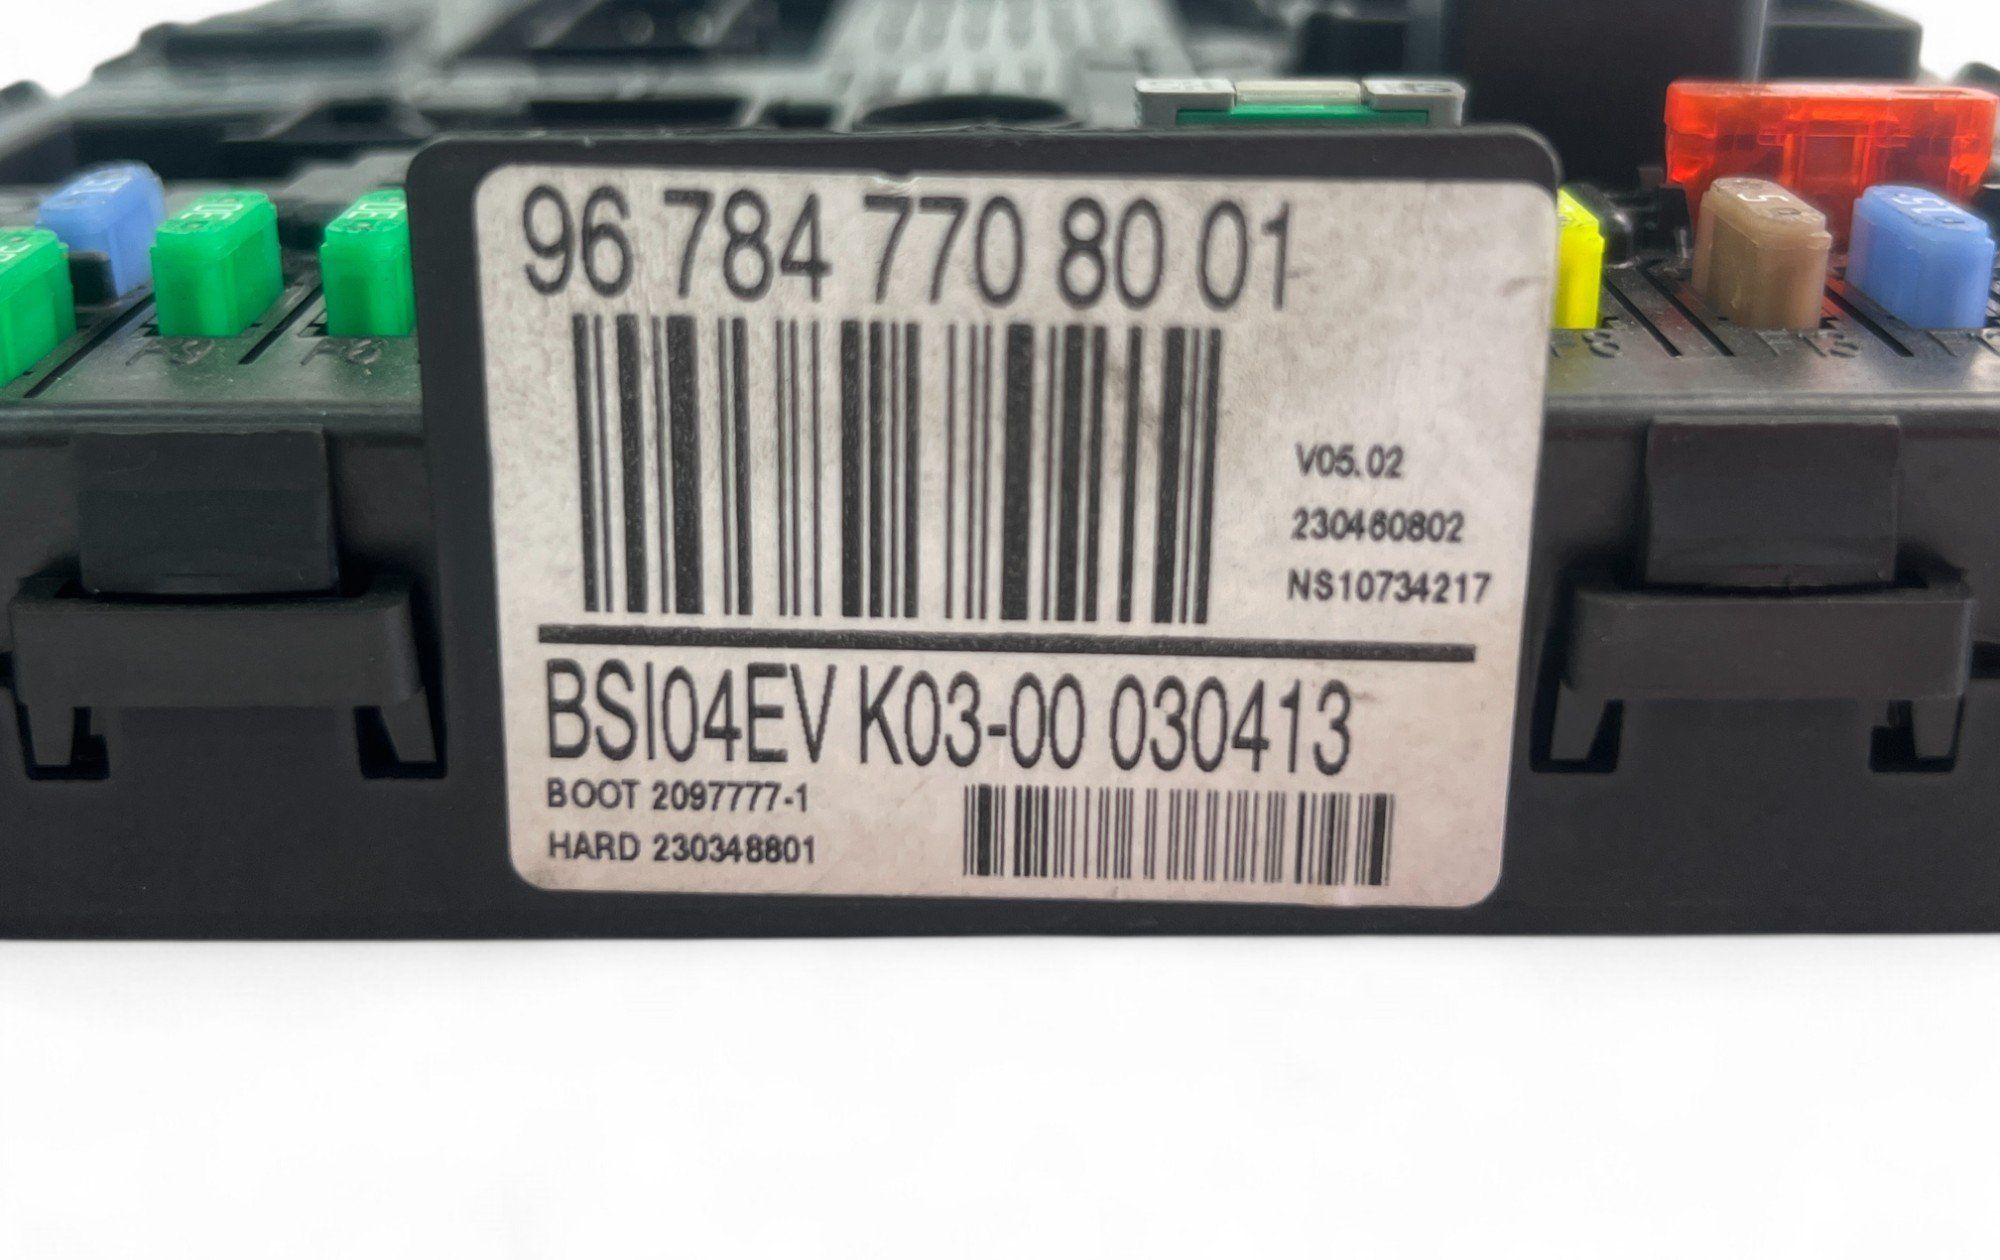 96 784 770 80 01
V05.02
230460802
NS10734217
BSI04EV K03-00 030413
BOOT 2097777-1
HARD 230348801